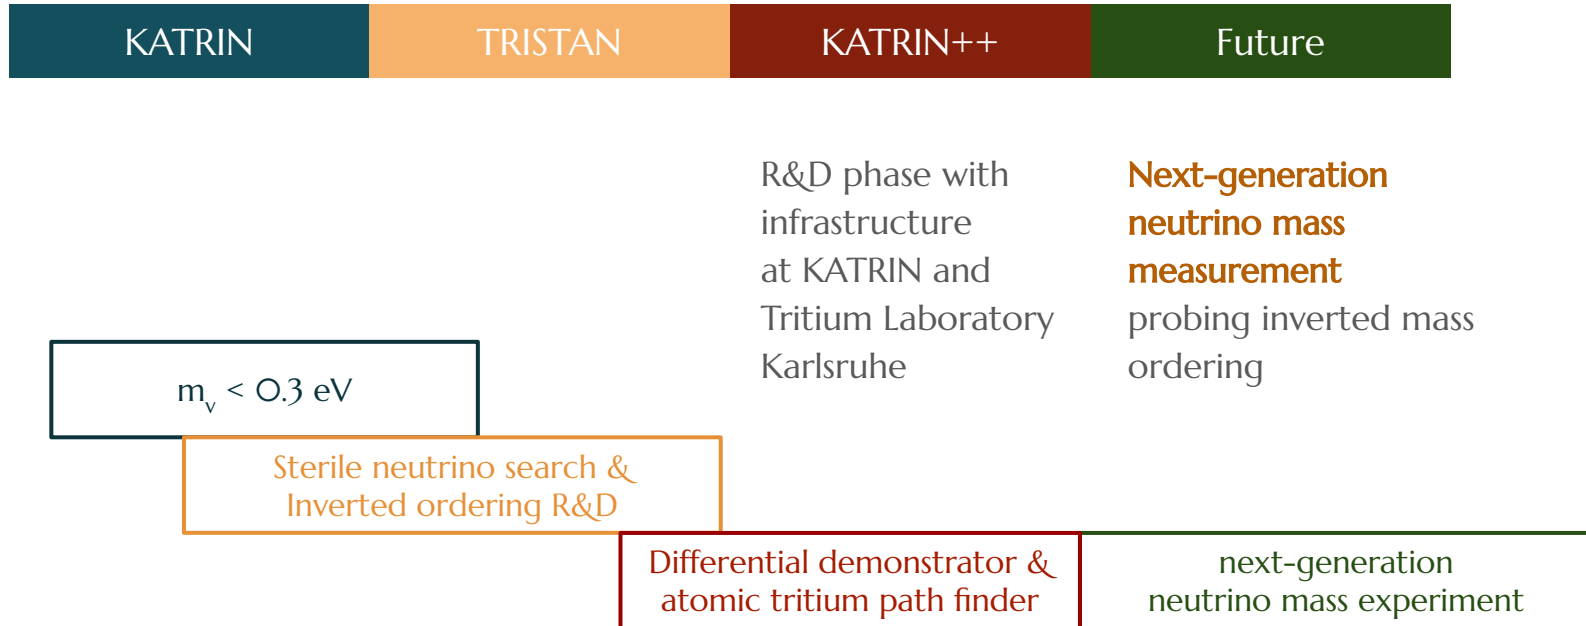 KATRIN
TRISTAN
KATRIN++
Future
R&D phase with
infrastructure
at KATRIN and
Tritium Laboratory
Karlsruhe
Next-generation
neutrino mass
measurement
probing inverted mass
ordering
mᵥ < 0.3 eV
Sterile neutrino search &
Inverted ordering R&D
Differential demonstrator &
atomic tritium path finder
next-generation
neutrino mass experiment